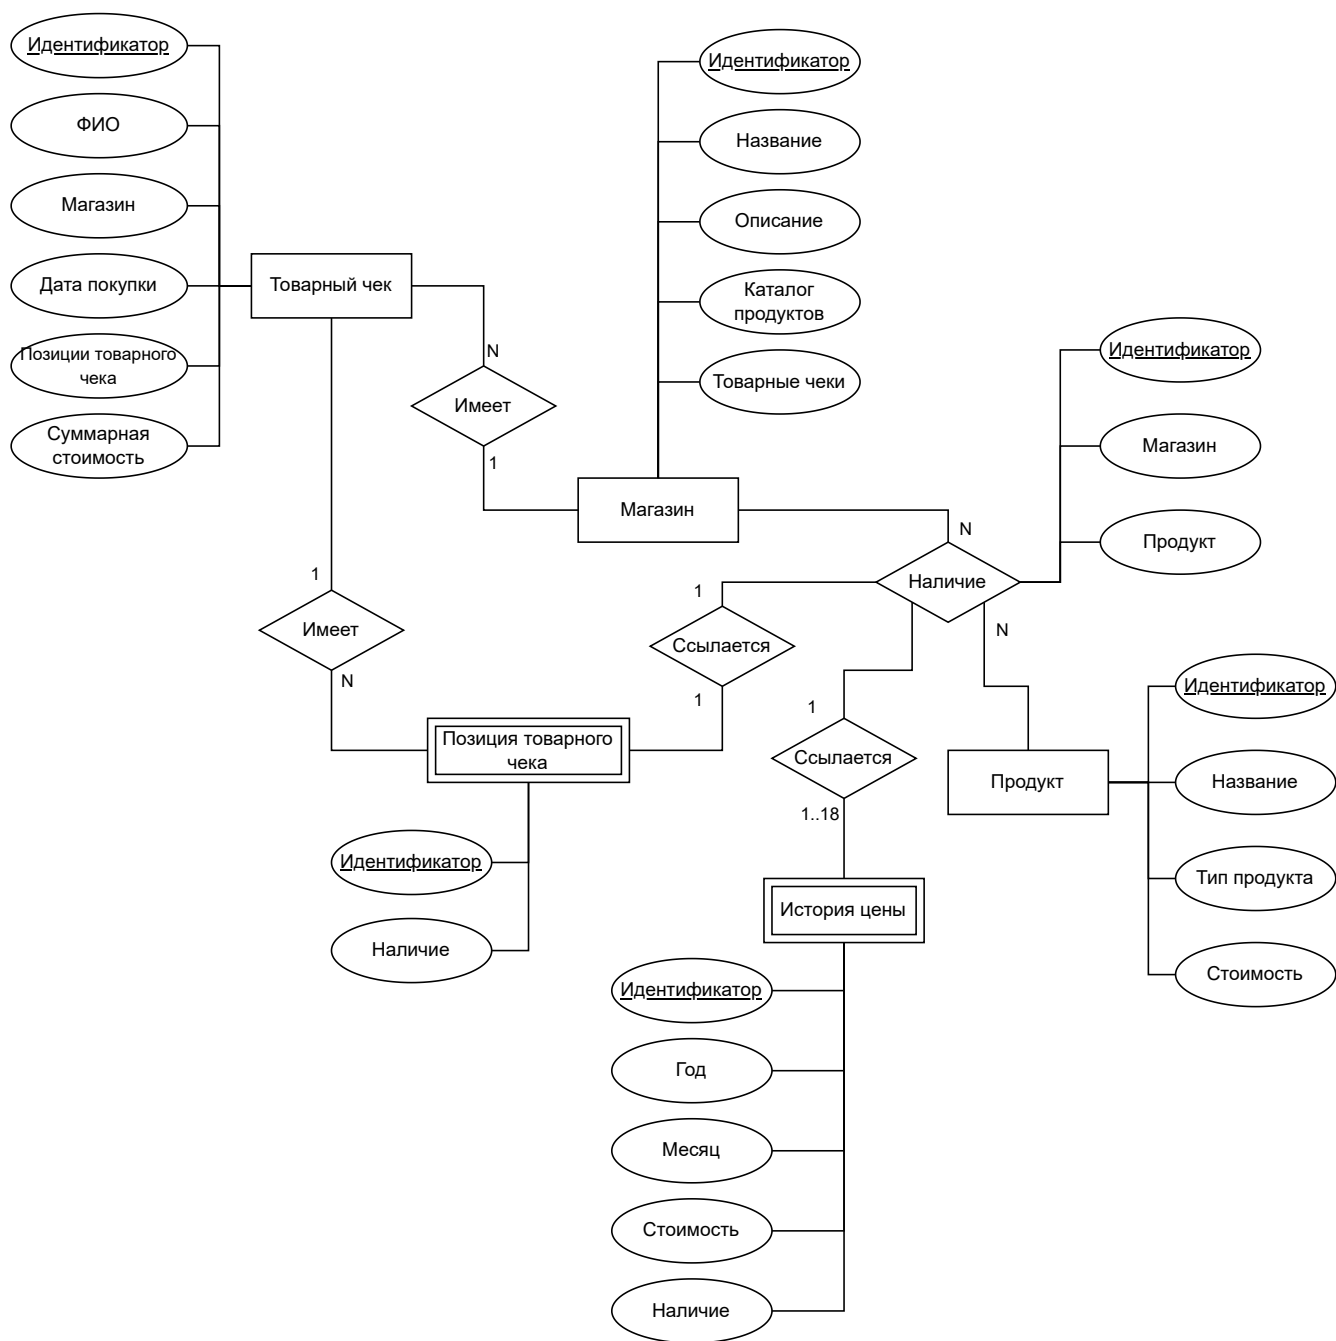 Идентификатор
ФИО
Магазин
Дата покупки
Позиции товарного
чека
Суммарная
стоимость
Товарный чек
Идентификатор
Название
Описание
Каталог
продуктов
Товарные чеки
N
Имеет
1
Магазин
Идентификатор
Магазин
Продукт
N
Наличие
N
1
Ссылается
1
1
Имеет
N
Позиция товарного
чека
Идентификатор
Наличие
1
Ссылается
1..18
История цены
Идентификатор
Год
Месяц
Стоимость
Наличие
Продукт
Идентификатор
Название
Тип продукта
Стоимость